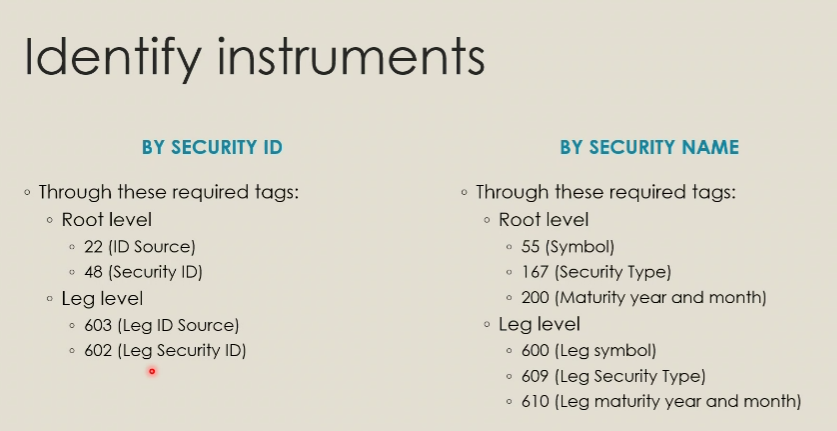 Identify instruments
BY SECURITY ID
◦ Through these required tags:
◦ Root level
◦ 22 (ID Source)
◦ 48 (Security ID)
◦ Leg level
◦ 603 (Leg ID Source)
◦ 602 (Leg Security ID)
BY SECURITY NAME
◦ Through these required tags:
◦ Root level
◦ 55 (Symbol)
◦ 167 (Security Type)
◦ 200 (Maturity year and month)
◦ Leg level
◦ 600 (Leg symbol)
◦ 609 (Leg Security Type)
◦ 610 (Leg maturity year and month)